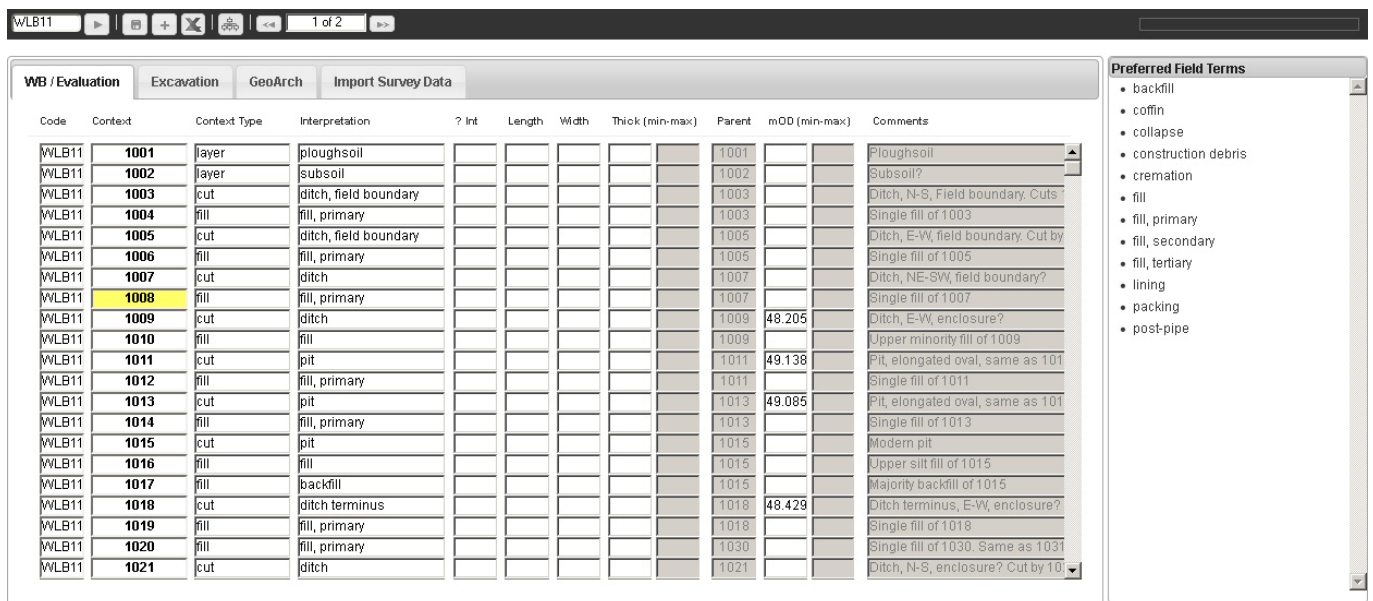 WLB11 + << 1 of 2 >>
WB / Evaluation Excavation GeoArch Import Survey Data
Code Context Context Type Interpretation ? Int Length Width Thick (min-max) Parent mOD (min-max) Comments
WLB11 1001 layer ploughsoil 1001 Ploughsoil
WLB11 1002 layer subsoil 1002 Subsoil?
WLB11 1003 cut ditch, field boundary 1003 Ditch, N-S, Field boundary. Cuts
WLB11 1004 fill fill, primary 1003 Single fill of 1003
WLB11 1005 cut ditch, field boundary 1005 Ditch, E-W, field boundary. Cut by
WLB11 1006 fill fill, primary 1005 Single fill of 1005
WLB11 1007 cut ditch 1007 Ditch, NE-SW, field boundary?
WLB11 1008 fill fill, primary 1007 Single fill of 1007
WLB11 1009 cut ditch 1009 48.205 Ditch, E-W, enclosure?
WLB11 1010 fill fill 1009 Upper minority fill of 1009
WLB11 1011 cut pit 1011 49.138 Pit, elongated oval, same as 101
WLB11 1012 fill fill, primary 1011 Single fill of 1011
WLB11 1013 cut pit 1013 49.085 Pit, elongated oval, same as 101
WLB11 1014 fill fill, primary 1013 Single fill of 1013
WLB11 1015 cut pit 1015 Modern pit
WLB11 1016 fill fill 1015 Upper silt fill of 1015
WLB11 1017 fill backfill 1015 Majority backfill of 1015
WLB11 1018 cut ditch terminus 1018 48.429 Ditch terminus, E-W, enclosure?
WLB11 1019 fill fill, primary 1018 Single fill of 1018
WLB11 1020 fill fill, primary 1030 Single fill of 1030. Same as 1031
WLB11 1021 cut ditch 1021 Ditch, N-S, enclosure? Cut by 10
Preferred Field Terms
• backfill
• coffin
• collapse
• construction debris
• cremation
• fill
• fill, primary
• fill, secondary
• fill, tertiary
• lining
• packing
• post-pipe